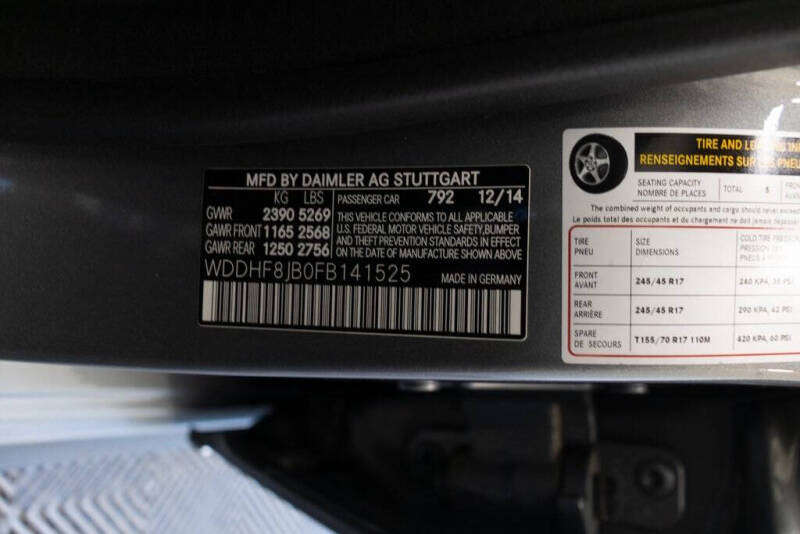 MFD BY DAIMLER AG STUTTGART
KG LBS PASSENGER CAR 792 12/14
GVWR 2390 5269
GAWR FRONT 1165 2568
GAWR REAR 1250 2756
THIS VEHICLE CONFORMS TO ALL APPLICABLE
U.S. FEDERAL MOTOR VEHICLE SAFETY,BUMPER
AND THEFT PREVENTION STANDARDS IN EFFECT
ON THE DATE OF MANUFACTURE SHOWN ABOVE
WDDHF8JB0FB141525 MADE IN GERMANY
TIRE AND
RENSEIGNEMENTS
SEATING CAPACITY
NOMBRE DE PLACES
TOTAL 5
The combined weight of occupants and cargo should never exceed
Le poids total des occupants et du chargement ne doit jamais
TIRE SIZE COLD TIRE
PNEU DIMENSIONS
FRONT
AVANT
245/45 R17 240 KPA, 35
REAR
ARRIÈRE
245/45 R17 290 KPA, 42 PSI
SPARE
DE SECOURS
T155/70 R17 110M 420 KPA, 60 PSI